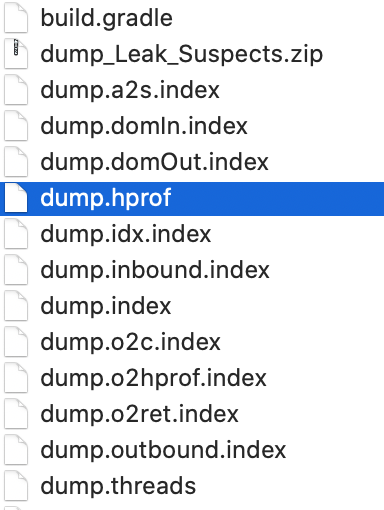 build.gradle
dump_Leak_Suspects.zip
dump.a2s.index
dump.domIn.index
dump.domOut.index
dump.hprof
dump.idx.index
dump.inbound.index
dump.index
dump.o2c.index
dump.o2hprof.index
dump.o2ret.index
dump.outbound.index
dump.threads